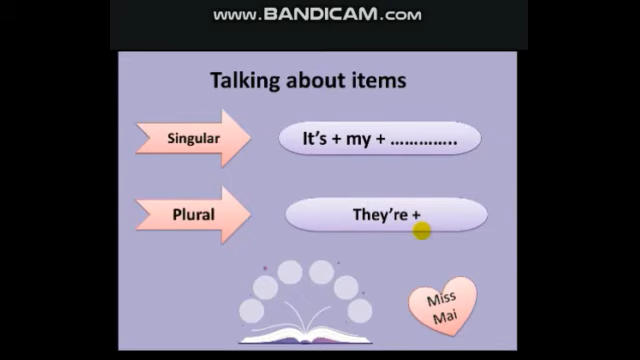 www.BANDICAM.com
Talking about items
Singular
It's + my + …………..
Plural
They're +
Miss
Mai